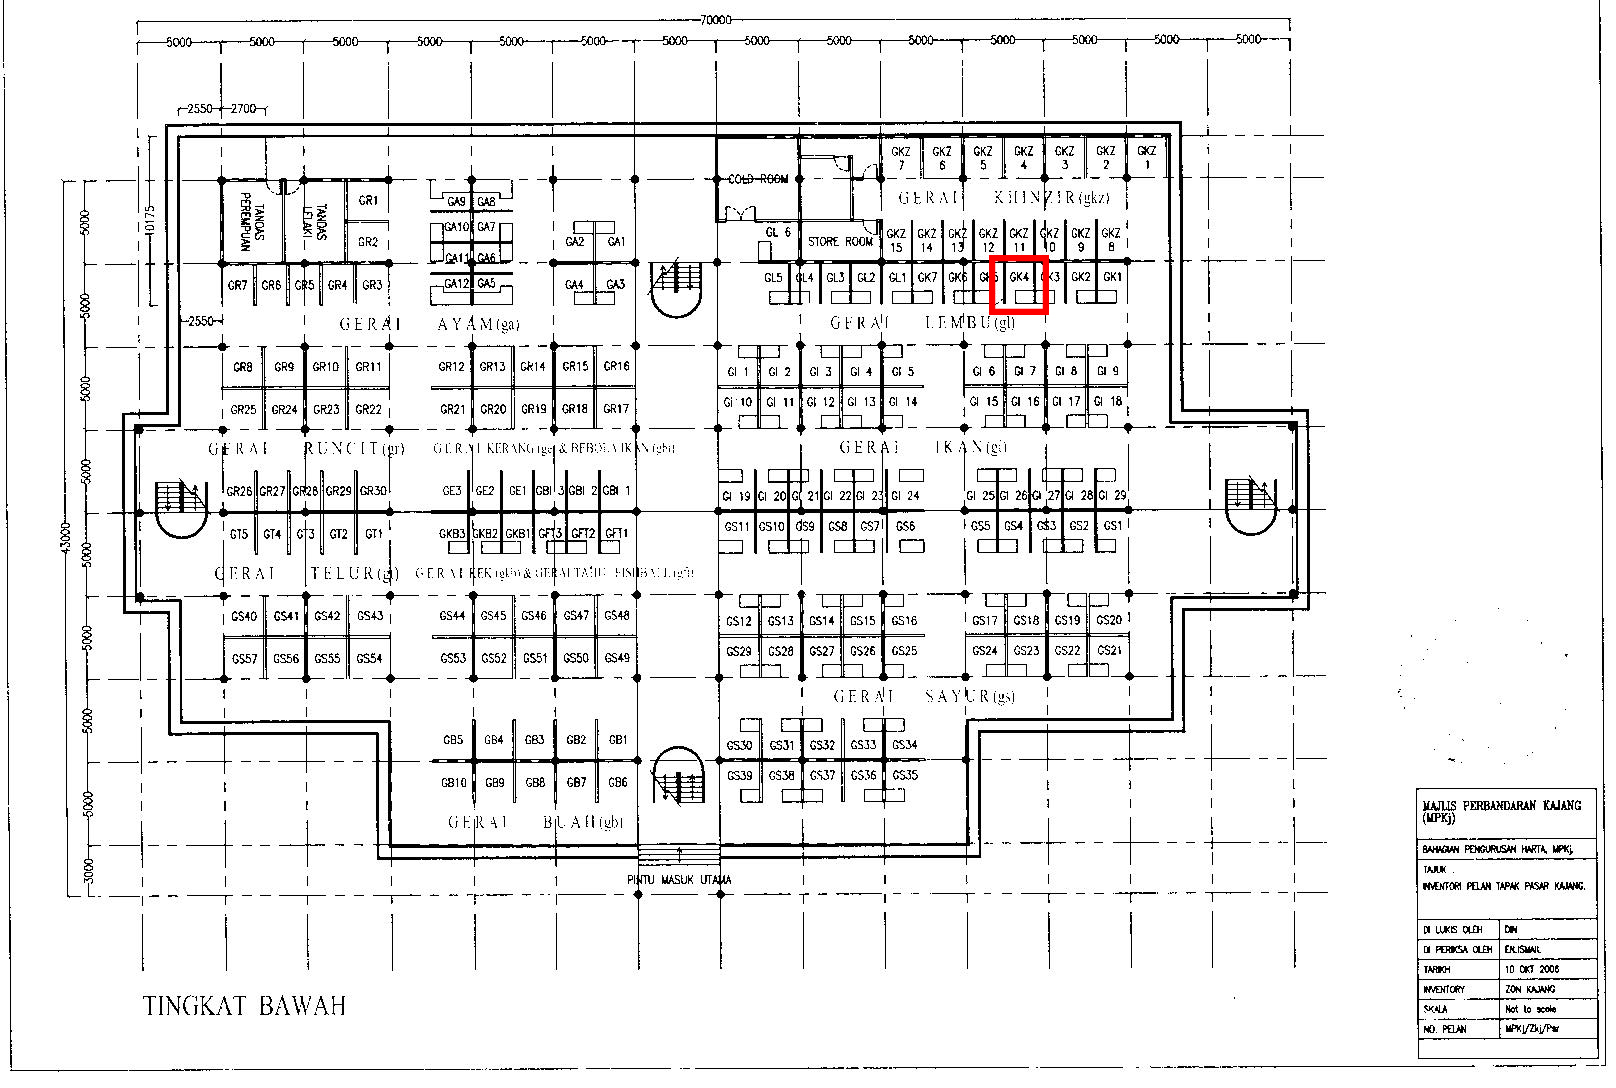 70000
5000 5000 5000 5000 5000 5000 5000 5000 5000 5000 5000 5000 5000 5000
2550 2700
GKZ 7 GKZ 6 GKZ 5 GKZ 4 GKZ 3 GKZ 2 GKZ 1
COLD ROOM
GERAI KHINZIR(gkz)
TANDAS PEREMPUAN
TANDAS LELAKI
GR1
GR2
GA9 GA8
GA10 GA7
GA11 GA6
GA12 GA5
GA2 GA1
GA4 GA3
GL 6
STORE ROOM
GKZ 15 GKZ 14 GKZ 13 GKZ 12 GKZ 11 GKZ 10 GKZ 9 GKZ 8
GR7 GR6 GR5 GR4 GR3
GL5 GL4 GL3 GL2 GL1 GK7 GK6 GK5 GK4 GK3 GK2 GK1
10175
2550
GERAI AYAM(ga)
GERAI LEMBU(gl)
GR8 GR9 GR10 GR11 GR12 GR13 GR14 GR15 GR16
GI 1 GI 2 GI 3 GI 4 GI 5 GI 6 GI 7 GI 8 GI 9
GR25 GR24 GR23 GR22 GR21 GR20 GR19 GR18 GR17
GI 10 GI 11 GI 12 GI 13 GI 14 GI 15 GI 16 GI 17 GI 18
GERAI RUNCIT(gr)
GERAI KERANG(ge) & BEBOLA IKAN(gbi)
GERAI IKAN(gi)
GR26 GR27 GR28 GR29 GR30 GE3 GE2 GE1 GBI 3 GBI 2 GBI 1
GI 19 GI 20 GI 21 GI 22 GI 23 GI 24 GI 25 GI 26 GI 27 GI 28 GI 29
GT5 GT4 GT3 GT2 GT1 GKB3 GKB2 GKB1 GFT3 GFT2 GFT1
GS11 GS10 GS9 GS8 GS7 GS6 GS5 GS4 GS3 GS2 GS1
GERAI TELUR(gt)
GERAI KEK(gkb) & GERAI TAHU FISHBALL(gft)
GS40 GS41 GS42 GS43 GS44 GS45 GS46 GS47 GS48
GS12 GS13 GS14 GS15 GS16 GS17 GS18 GS19 GS20
GS57 GS56 GS55 GS54 GS53 GS52 GS51 GS50 GS49
GS29 GS28 GS27 GS26 GS25 GS24 GS23 GS22 GS21
GERAI SAYUR(gs)
GB5 GB4 GB3 GB2 GB1
GS30 GS31 GS32 GS33 GS34
GB10 GB9 GB8 GB7 GB6
GS39 GS38 GS37 GS36 GS35
GERAI BUAH(gb)
PINTU MASUK UTAMA
43000
5000
5000
5000
5000
5000
5000
5000
5000
3000
TINGKAT BAWAH
MAJLIS PERBANDARAN KAJANG
(MPKj)
BAHAGIAN PENGURUSAN HARTA, MPKj.
TAJUK :
INVENTORI PELAN TAPAK PASAR KAJANG.
DI LUKIS OLEH DIN
DI PERIKSA OLEH EN.ISMAIL
TARIKH 10 OKT 2006
INVENTORY ZON KAJANG
SKALA Not to scale
NO. PELAN MPKj/Zkj/Psr